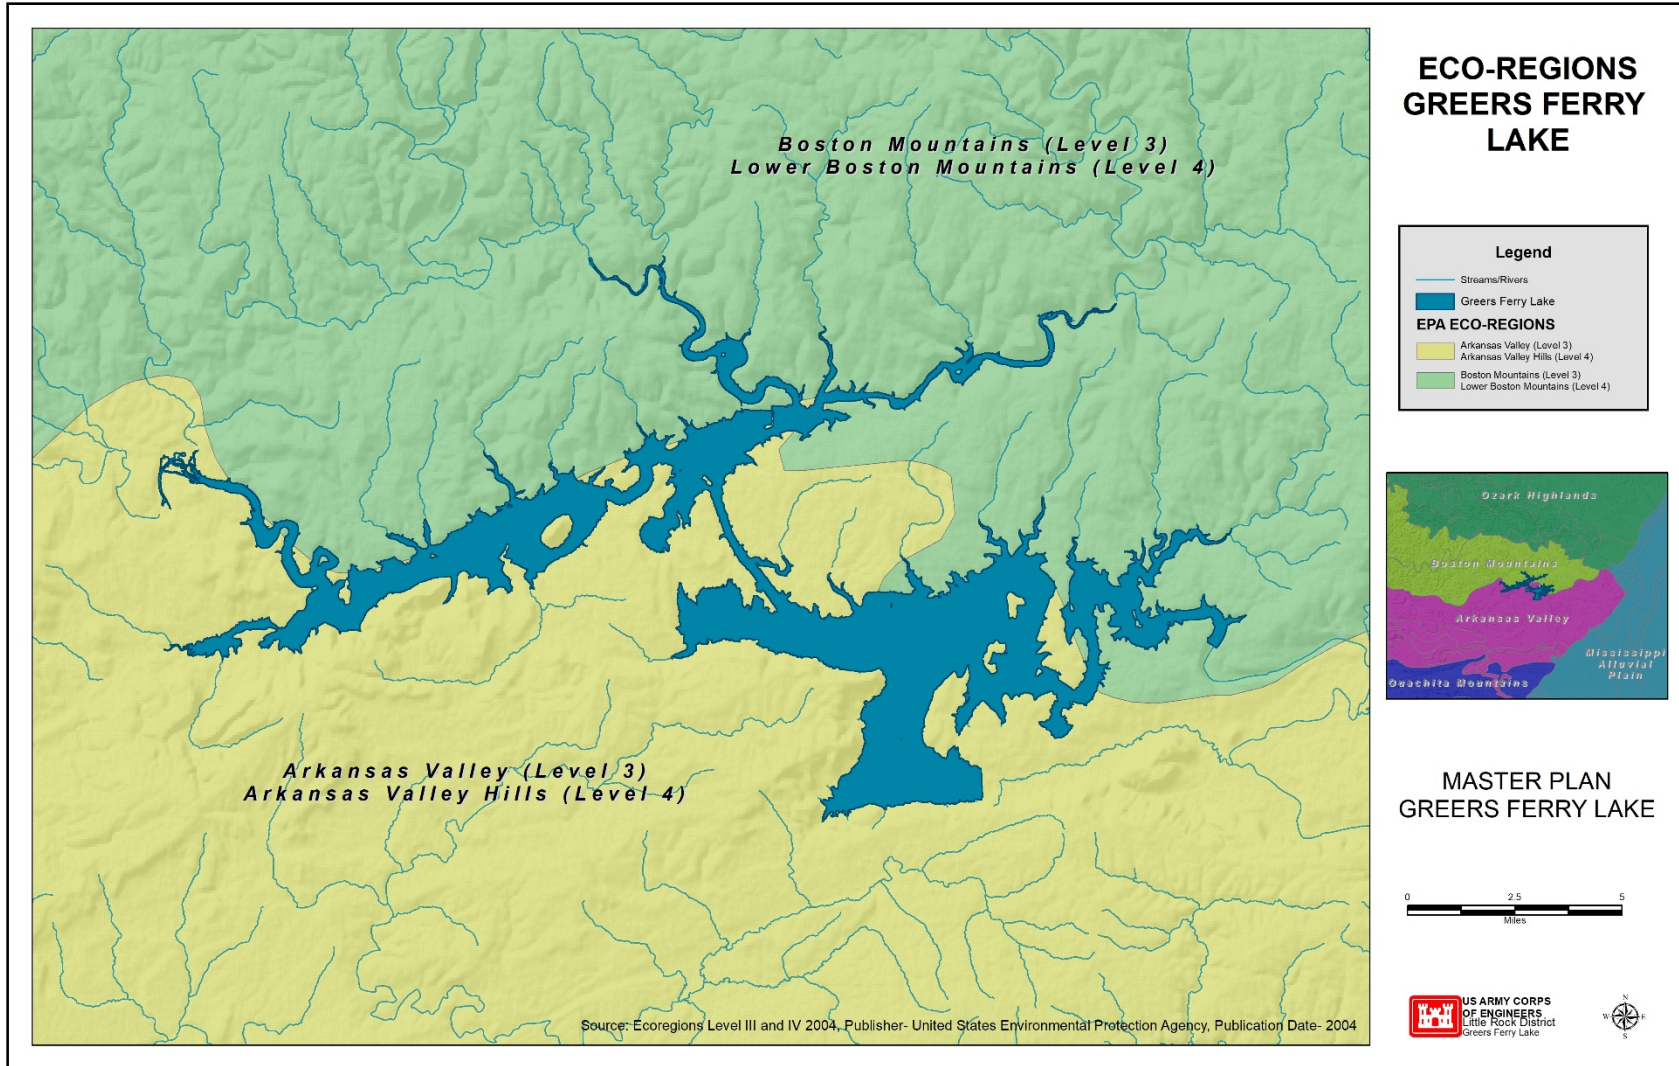 ECO-REGIONS
GREERS FERRY
LAKE
Boston Mountains (Level 3)
Lower Boston Mountains (Level 4)
Arkansas Valley (Level 3)
Arkansas Valley Hills (Level 4)
Source: Ecoregions Level III and IV 2004, Publisher- United States Environmental Protection Agency, Publication Date- 2004
Legend
Streams/Rivers
Greers Ferry Lake
EPA ECO-REGIONS
Arkansas Valley (Level 3)
Arkansas Valley Hills (Level 4)
Boston Mountains (Level 3)
Lower Boston Mountains (Level 4)
Ozark Highlands
Boston Mountains
Arkansas Valley
Mississippi
Alluvial
Plain
Ouachita Mountains
MASTER PLAN
GREERS FERRY LAKE
0 2.5 5
Miles
US ARMY CORPS
OF ENGINEERS
Little Rock District
Greers Ferry Lake
N
W E
S